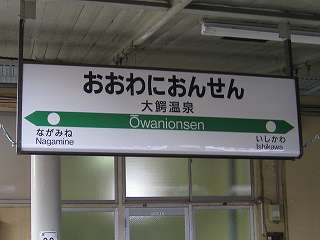 おおわにおんせん
大鰐温泉
Ōwanionsen
ながみね
Nagamine
いしかわ
Ishikawa